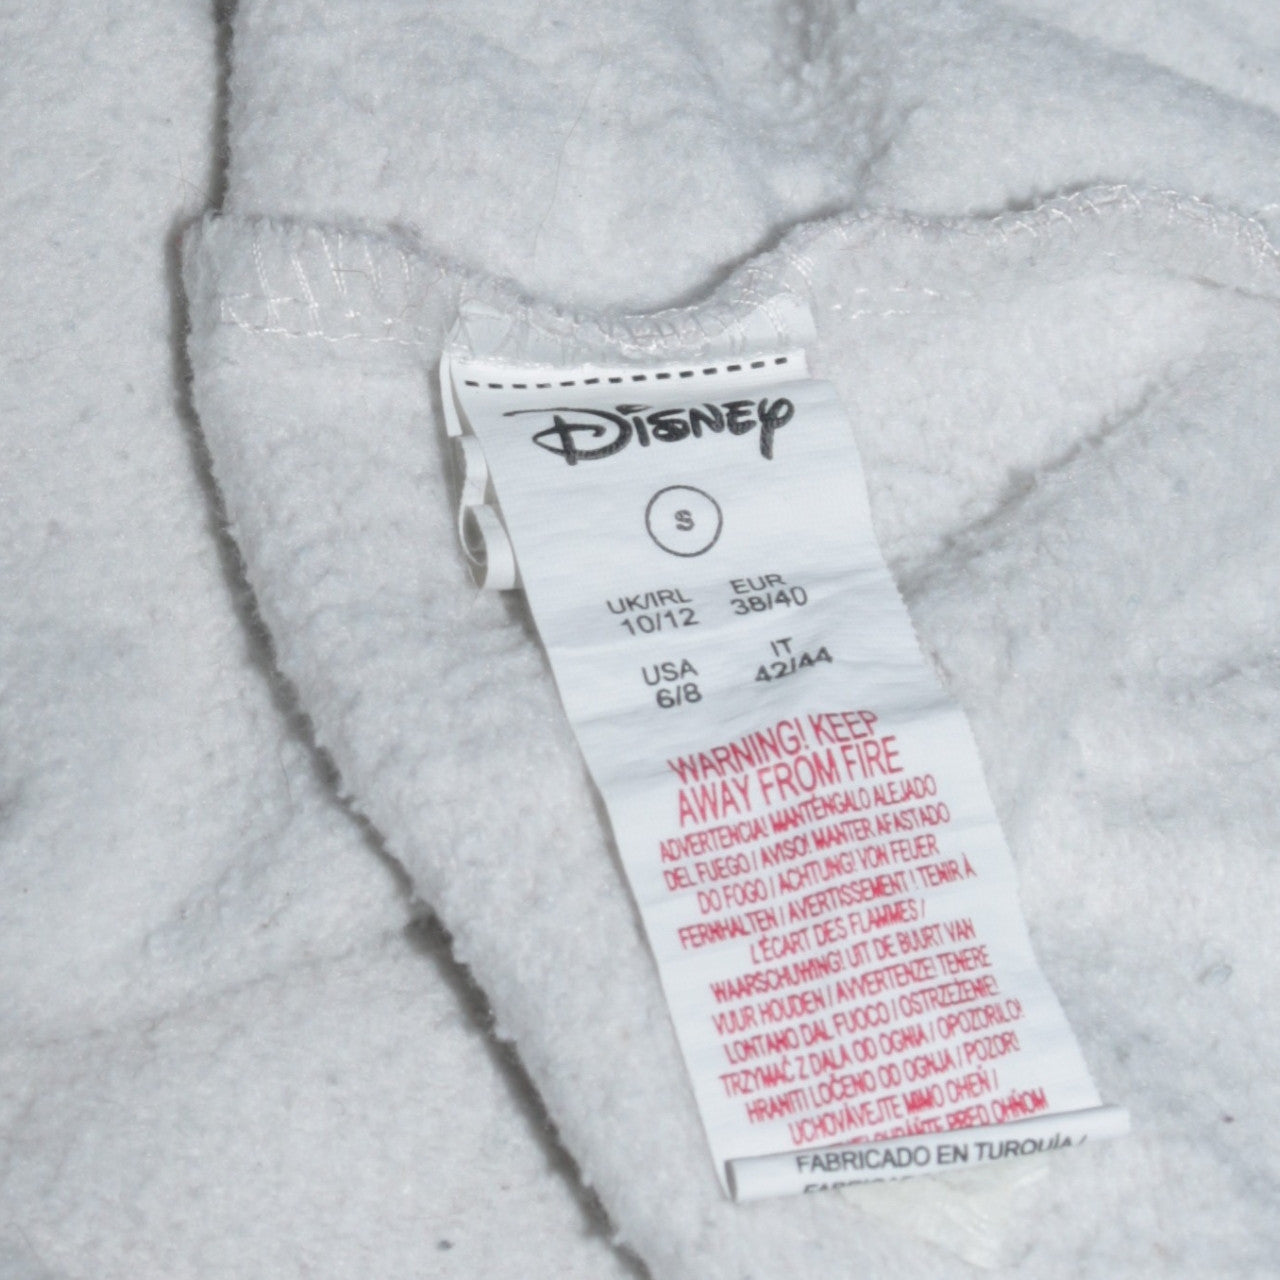 DISNEY
S
UK/IRL EUR
10/12 38/40
USA IT
6/8 42/44
WARNING! KEEP
AWAY FROM FIRE
ADVERTENCIA! MANTÉNGALO ALEJADO
DEL FUEGO / AVISO! MANTER AFASTADO
DO FOGO / ACHTUNG! VON FEUER
FERNHALTEN / AVERTISSEMENT ! TENIR À
L'ÉCART DES FLAMMES /
WAARSCHUWING! UIT DE BUURT VAN
VUUR HOUDEN / AVVERTENZE! TENERE
LONTANO DAL FUOCO / OSTRZEŻENIE!
TRZYMAĆ Z DALA OD OGNIA / OPOZORILO!
HRANITI LOČENO OD OGNJA / POZOR!
UCHOVÁVEJTE MIMO OHEŇ /
PRED OHŇOM
FABRICADO EN TURQUÍA /